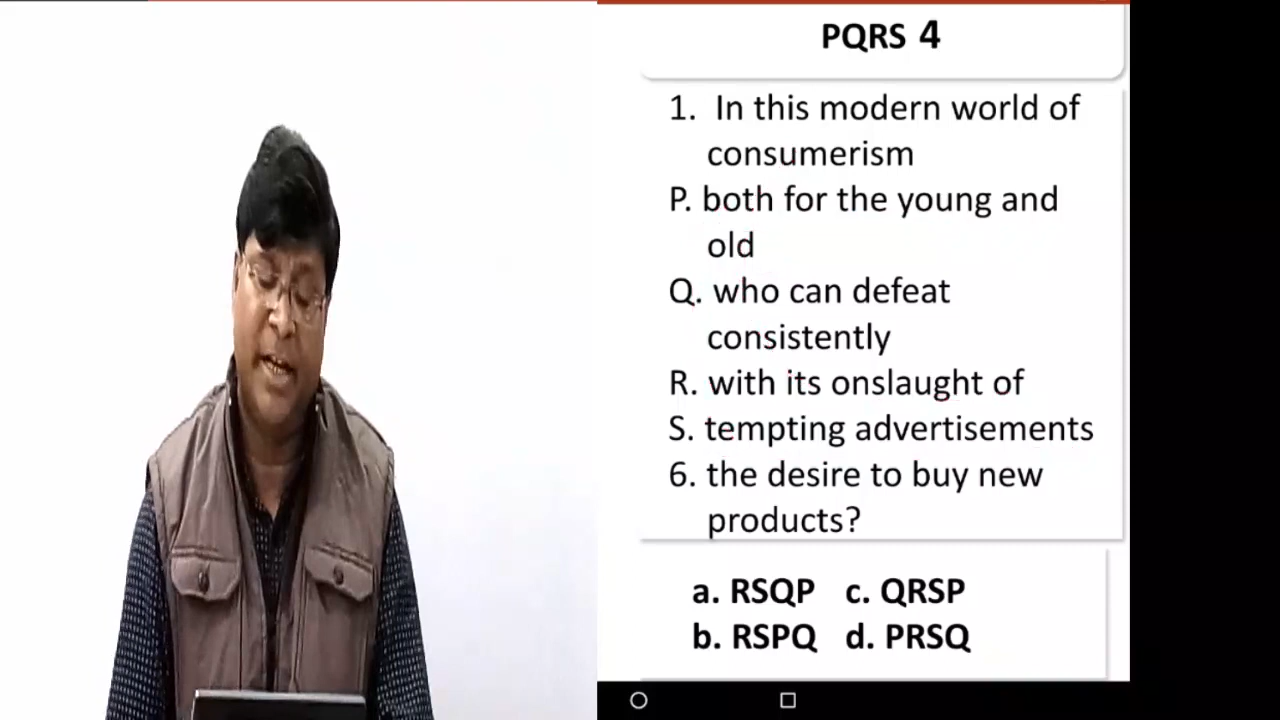 PQRS 4
1. In this modern world of
consumerism
P. both for the young and
old
Q. who can defeat
consistently
R. with its onslaught of
S. tempting advertisements
6. the desire to buy new
products?
a. RSQP c. QRSP
b. RSPQ d. PRSQ